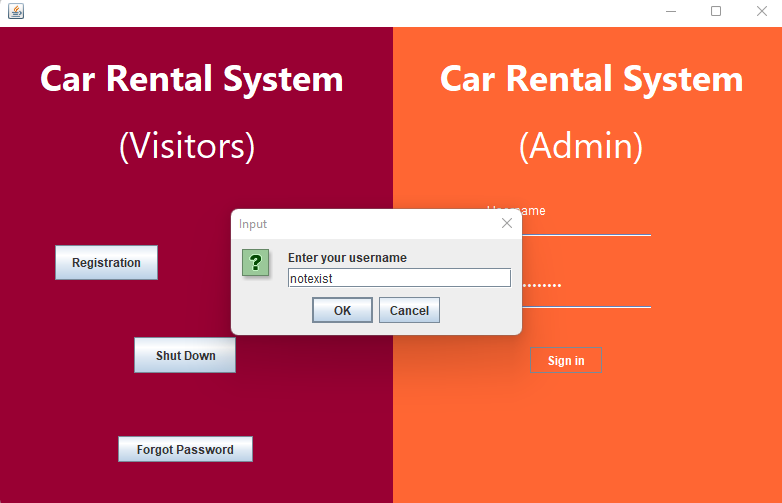 Car Rental System
(Visitors)
Registration
Shut Down
Forgot Password
Car Rental System
(Admin)
Username
Sign in
Input
?
Enter your username
notexist
OK
Cancel